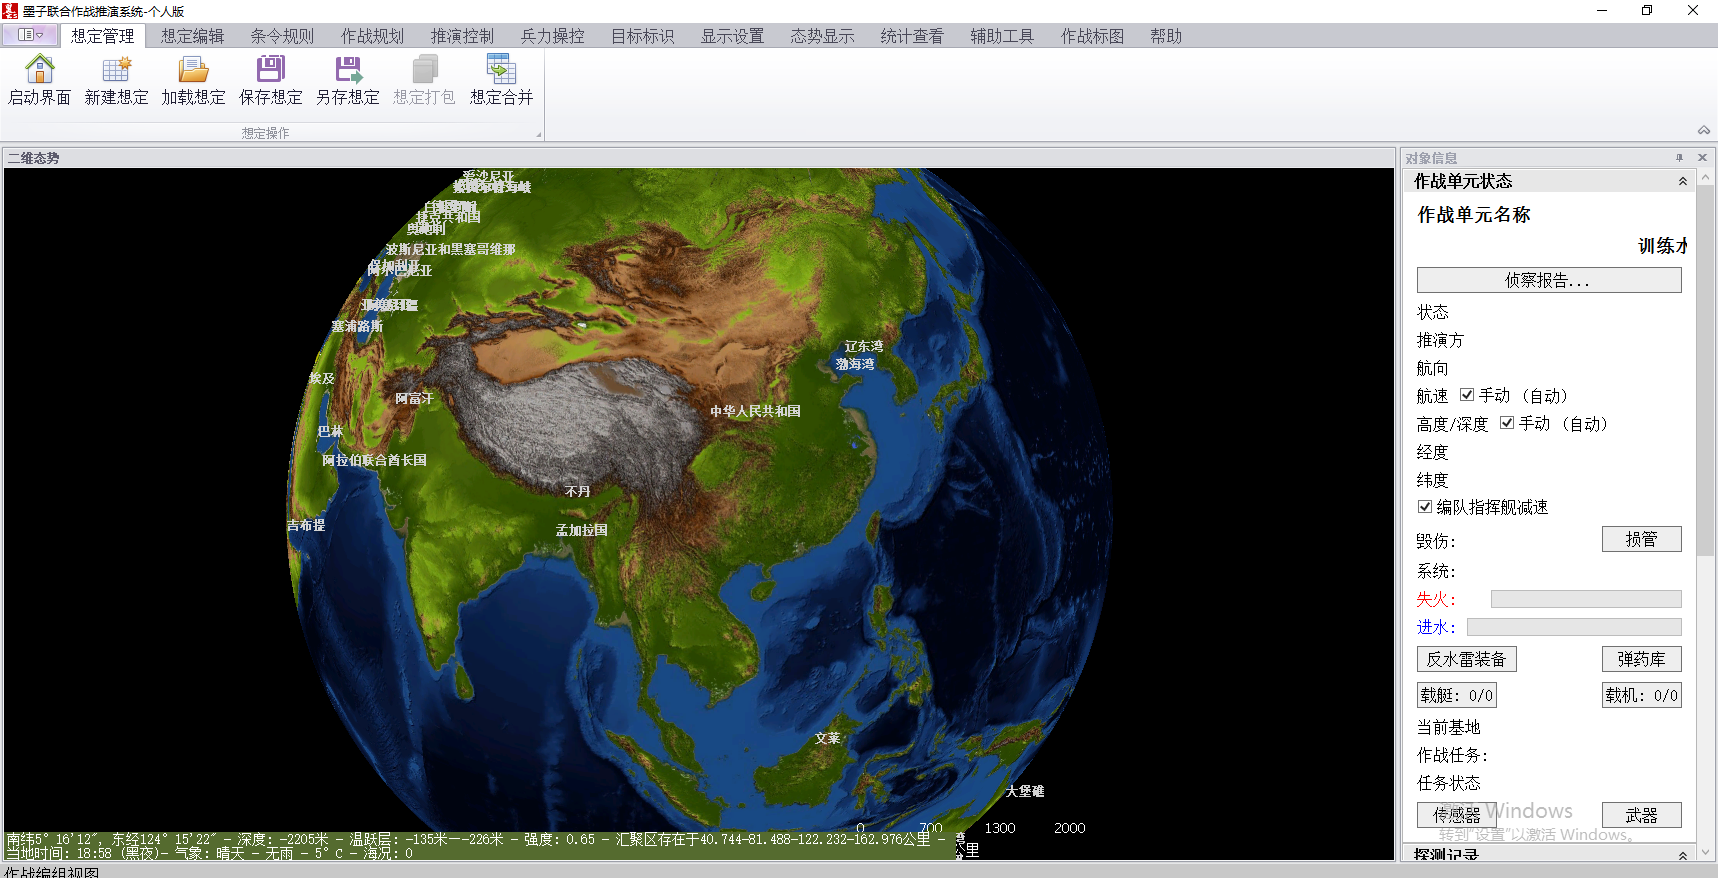 墨子联合作战推演系统-个人版
想定管理 想定编辑 条令规则 作战规划 推演控制 兵力操控 目标标识 显示设置 态势显示 统计查看 辅助工具 作战标图 帮助
启动界面 新建想定 加载想定 保存想定 另存想定 想定打包 想定合并
想定操作
二维态势
爱沙尼亚
捷克共和国
奥地利
波斯尼亚和黑塞哥维那
保加利亚
阿尔巴尼亚
塞浦路斯
辽东湾
渤海湾
埃及
阿富汗
中华人民共和国
巴林
阿拉伯联合酋长国
不丹
吉布提
孟加拉国
文莱
大堡礁
0 700 1300 2000
公里
南纬5° 16′12″, 东经124° 15′22″ - 深度: -2205米 - 温跃层: -135米—-226米 - 强度: 0.65 - 汇聚区存在于40.744-81.488-122.232-162.976公里 -
当地时间: 18:58 (黑夜)- 气象: 晴天 - 无雨 - 5° C - 海况: 0
作战编组视图
对象信息
作战单元状态
作战单元名称
训练水
侦察报告...
状态
推演方
航向
航速 手动 (自动)
高度/深度 手动 (自动)
经度
纬度
编队指挥舰减速
毁伤: 损管
系统:
失火:
进水:
反水雷装备 弹药库
载艇: 0/0 载机: 0/0
当前基地
作战任务:
任务状态
传感器 武器
激活 Windows
转到"设置"以激活 Windows。
探测记录